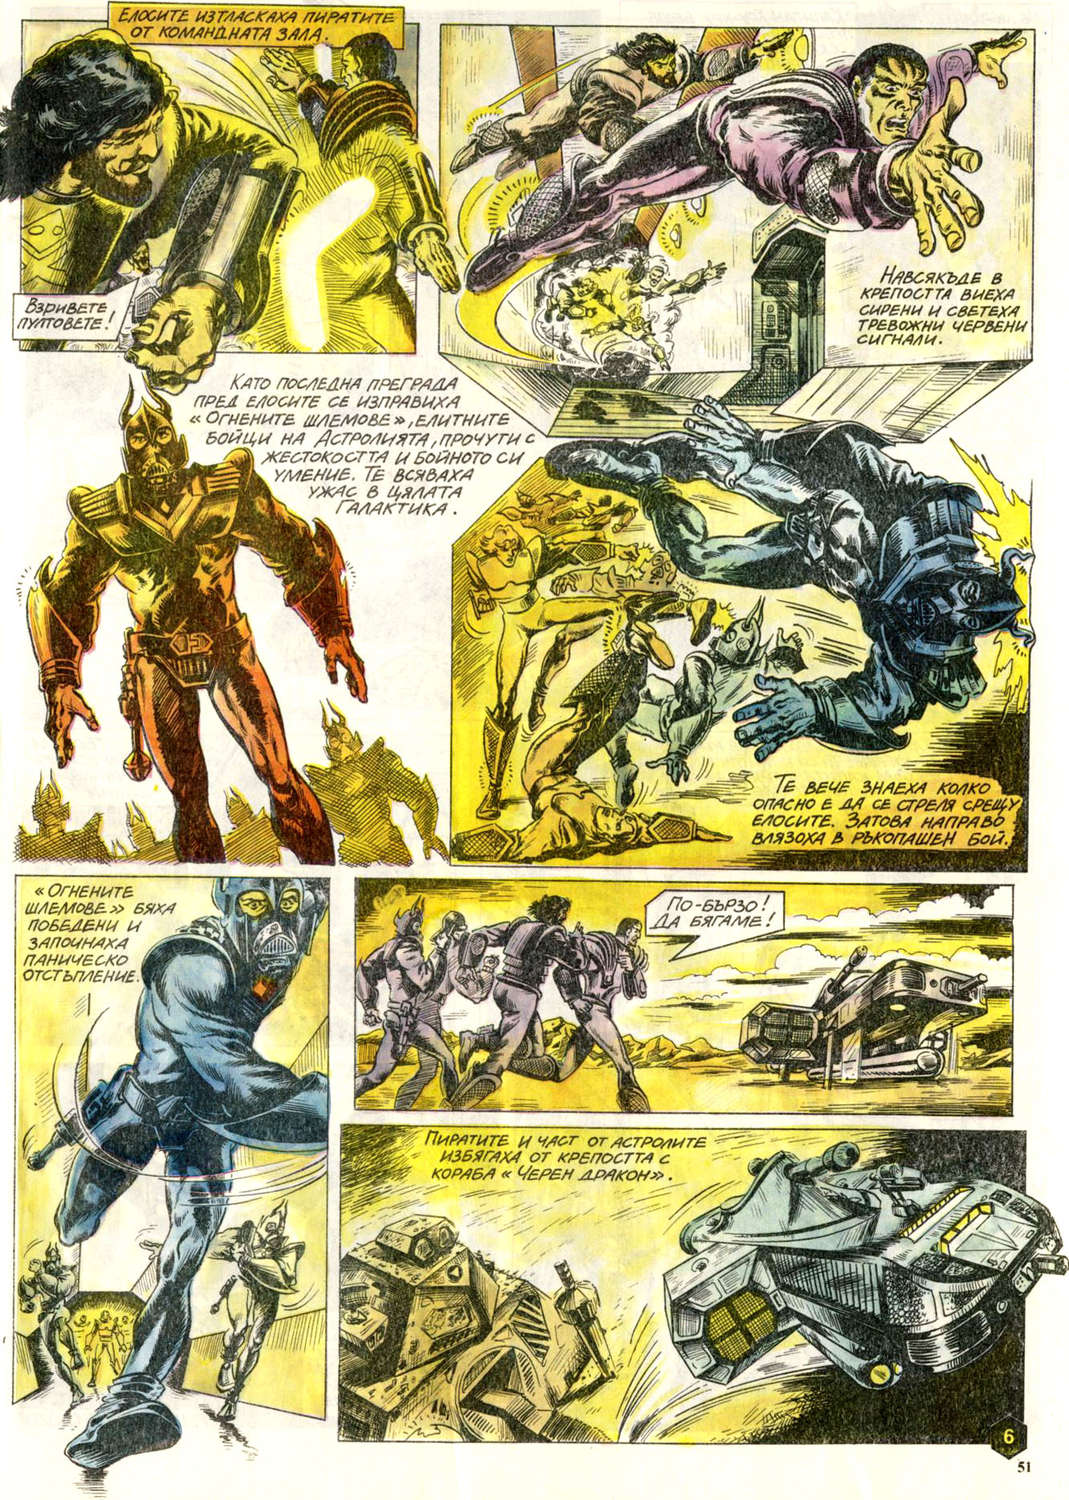 ЕЛОСИТЕ ИЗТЛАСКАХА ПИРАТИТЕ
ОТ КОМАНДНАТА ЗАЛА.
ВЗРИВЕТЕ
ПУЛТОВЕТЕ!
НАВСЯКЪДЕ В
КРЕПОСТТА ВИЕХА
СИРЕНИ И СВЕТЕХА
ТРЕВОЖНИ ЧЕРВЕНИ
СИГНАЛИ.
КАТО ПОСЛЕДНА ПРЕГРАДА
ПРЕД ЕЛОСИТЕ СЕ ИЗПРАВИХА
«ОГНЕНИТЕ ШЛЕМОВЕ», ЕЛИТНИТЕ
БОЙЦИ НА АСТРОЛИЯТА, ПРОЧУТИ С
ЖЕСТОКОСТТА И БОЙНОТО СИ
УМЕНИЕ. ТЕ ВСЯВАХА
УЖАС В ЦЯЛАТА
ГАЛАКТИКА.
ТЕ ВЕЧЕ ЗНАЕХА КОЛКО
ОПАСНО Е ДА СЕ СТРЕЛЯ СРЕЩУ
ЕЛОСИТЕ. ЗАТОВА НАПРАВО
ВЛЯЗОХА В РЪКОПАШЕН БОЙ.
«ОГНЕНИТЕ
ШЛЕМОВЕ» БЯХА
ПОБЕДЕНИ И
ЗАПОЧНАХА
ПАНИЧЕСКО
ОТСТЪПЛЕНИЕ.
ПО-БЪРЗО!
ДА БЯГАМЕ!
ПИРАТИТЕ И ЧАСТ ОТ АСТРОЛИТЕ
ИЗБЯГАХА ОТ КРЕПОСТТА С
КОРАБА «ЧЕРЕН ДРАКОН».
6
51